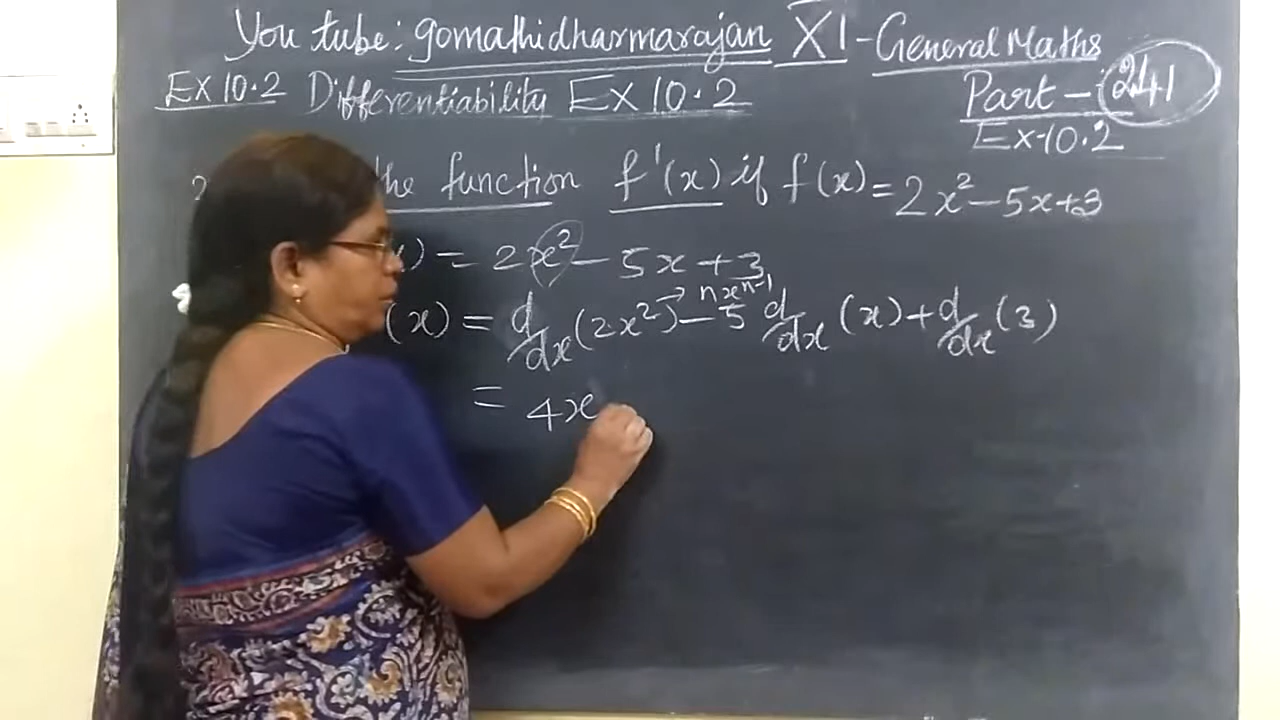 You tube: gomathidharmarajan XI - General Maths
Ex 10.2 Differentiability Ex 10.2 Part - 241
Ex-10.2
the function f'(x) if f(x) = 2x² - 5x + 3
) = 2x² - 5x + 3
nxⁿ⁻¹
(x) = d/dx (2x²) → - 5 d/dx (x) + d/dx (3)
= 4x